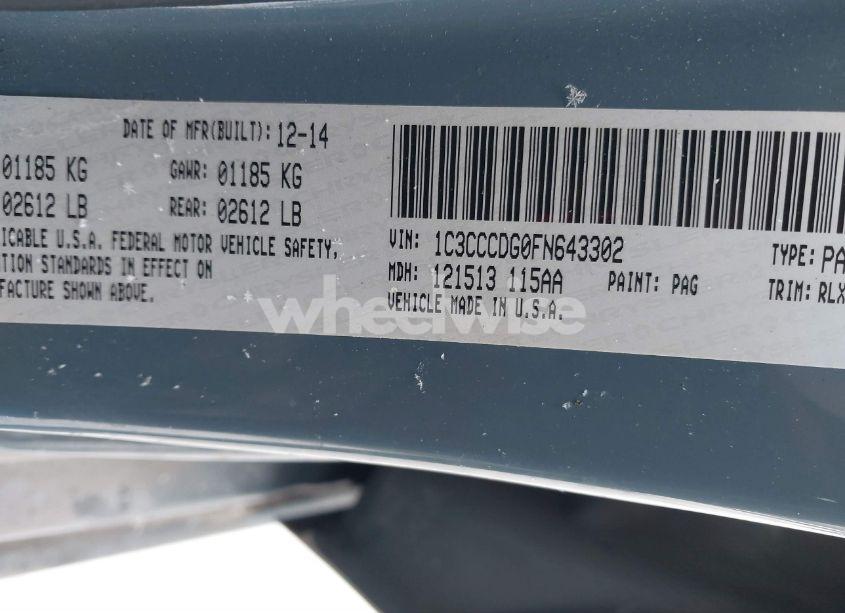 DATE OF MFR(BUILT): 12-14
01185 KG GAWR: 01185 KG
02612 LB REAR: 02612 LB
ICABLE U.S.A. FEDERAL MOTOR VEHICLE SAFETY,
TION STANDARDS IN EFFECT ON
FACTURE SHOWN ABOVE.
VIN: 1C3CCCDG0FN643302 TYPE: PA
MDH: 121513 115AA PAINT: PAG TRIM: RLX
VEHICLE MADE IN U.S.A.
wheelwise